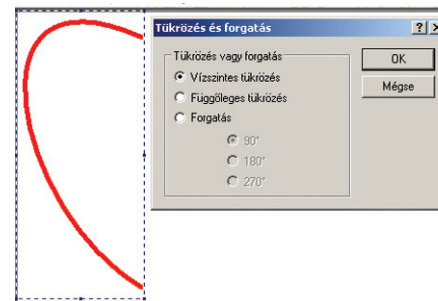 Tükrözés és forgatás
Tükrözés vagy forgatás
Vízszintes tükrözés
Függőleges tükrözés
Forgatás
90°
180°
270°
OK
Mégse